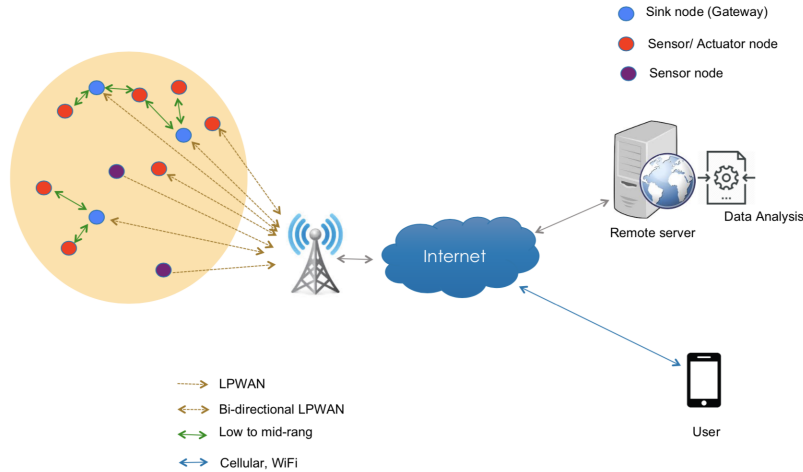 Sink node (Gateway)
Sensor/ Actuator node
Sensor node
Internet
Remote server
Data Analysis
User
LPWAN
Bi-directional LPWAN
Low to mid-rang
Cellular, WiFi